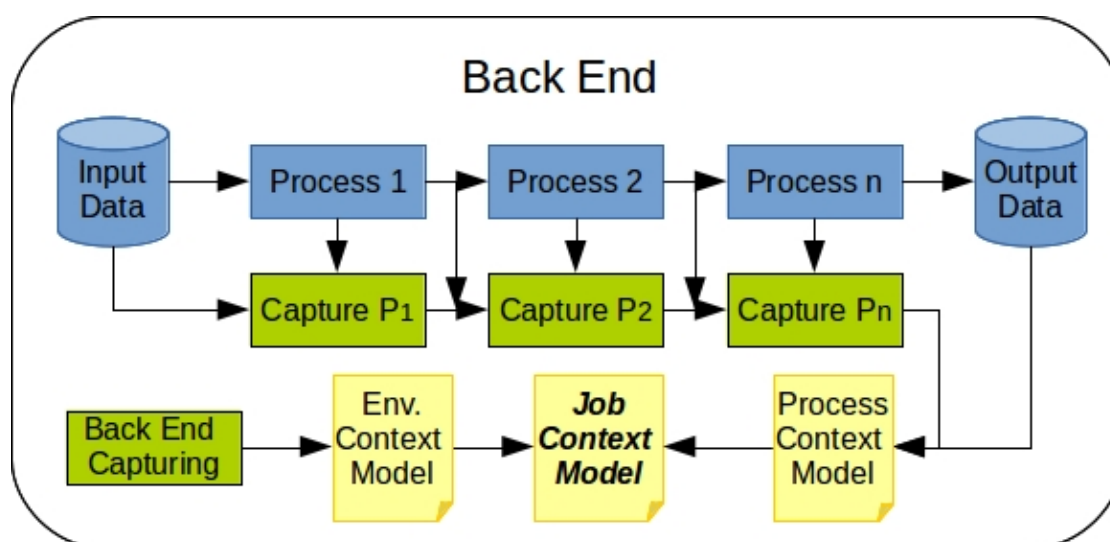 Back End
Input
Data
Process 1
Process 2
Process n
Output
Data
Capture P1
Capture P2
Capture Pn
Back End
Capturing
Env.
Context
Model
Job
Context
Model
Process
Context
Model